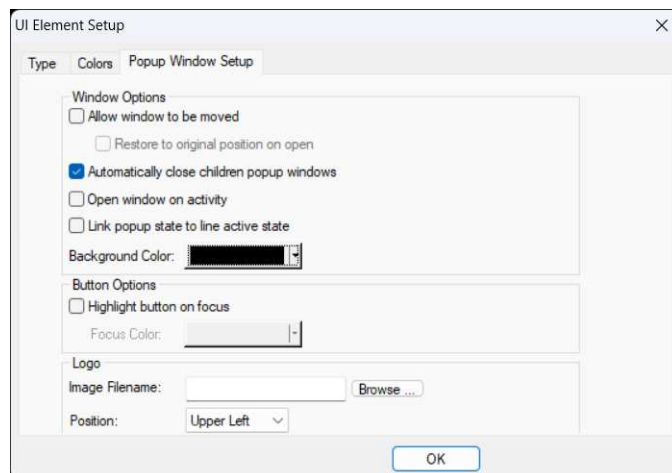 UI Element Setup
Type Colors Popup Window Setup
Window Options
Allow window to be moved
Restore to original position on open
Automatically close children popup windows
Open window on activity
Link popup state to line active state
Background Color:
Button Options
Highlight button on focus
Focus Color:
Logo
Image Filename: Browse ...
Position: Upper Left
OK